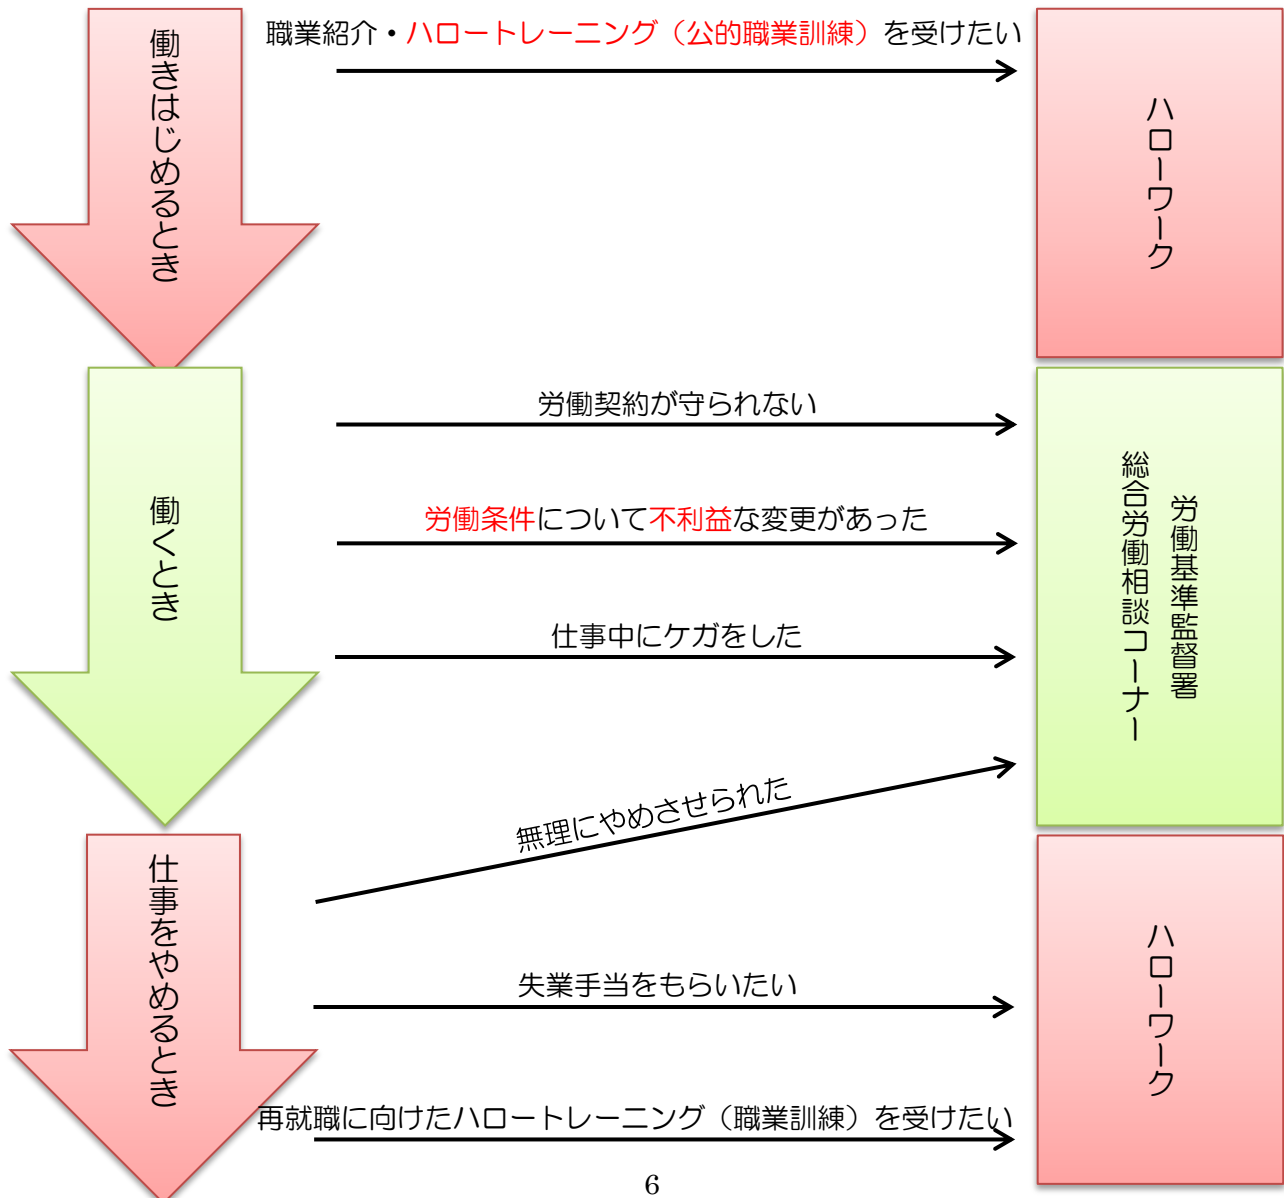 働きはじめるとき
職業紹介・ハロートレーニング（公的職業訓練）を受けたい
ハローワーク
働くとき
労働契約が守られない
労働条件について不利益な変更があった
仕事中にケガをした
労働基準監督署
総合労働相談コーナー
仕事をやめるとき
無理にやめさせられた
失業手当をもらいたい
再就職に向けたハロートレーニング（職業訓練）を受けたい
ハローワーク
6